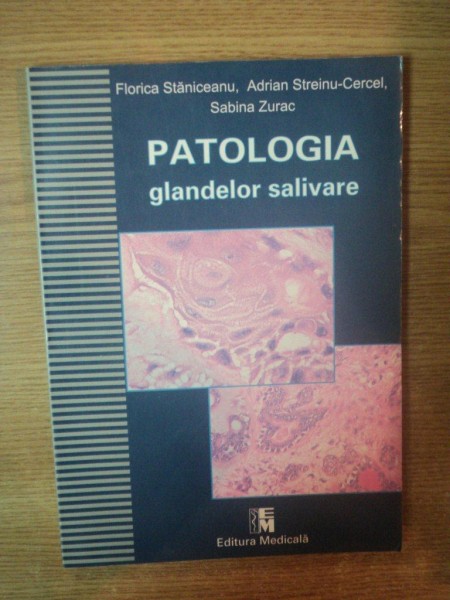 Florica Stăniceanu, Adrian Streinu-Cercel,
Sabina Zurac
PATOLOGIA
glandelor salivare
EM
Editura Medicală